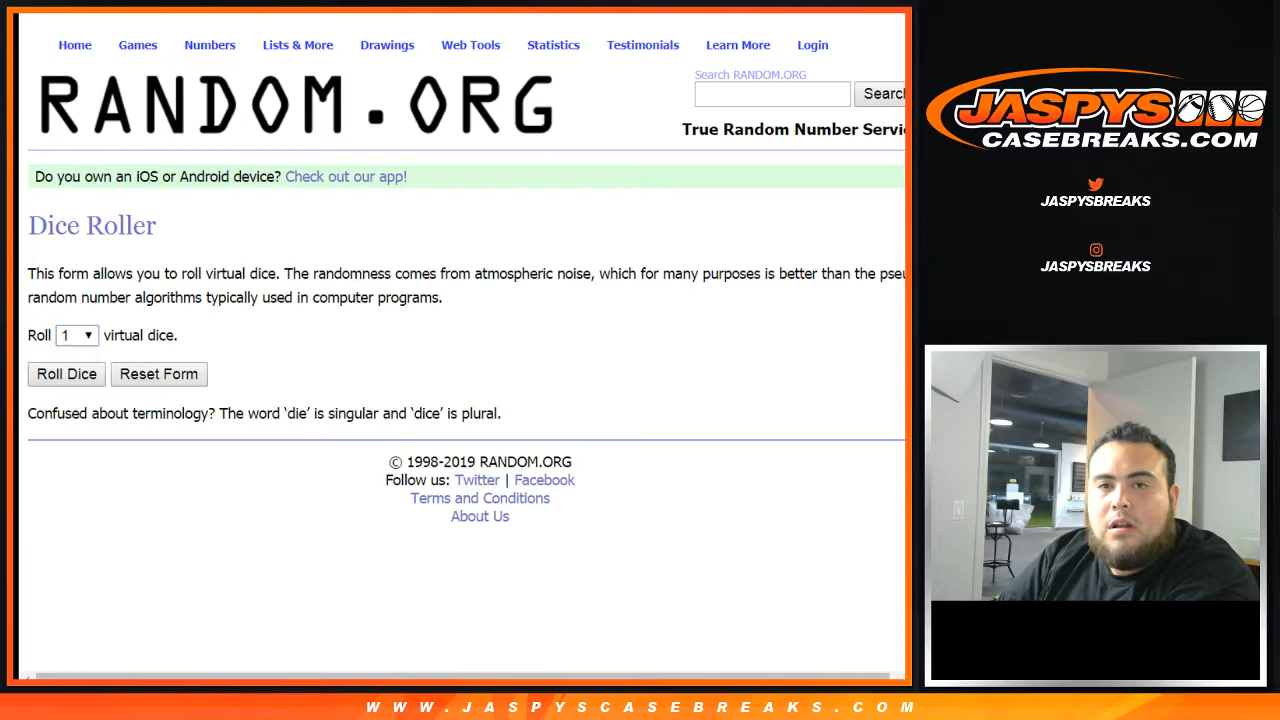 Home Games Numbers Lists & More Drawings Web Tools Statistics Testimonials Learn More Login
RANDOM.ORG
Search RANDOM.ORG
Search
True Random Number
Do you own an iOS or Android device? Check out our app!
Dice Roller
This form allows you to roll virtual dice. The randomness comes from atmospheric noise, which for many purposes is better than the
random number algorithms typically used in computer programs.
Roll 1 virtual dice.
Roll Dice Reset Form
Confused about terminology? The word ‘die’ is singular and ‘dice’ is plural.
© 1998-2019 RANDOM.ORG
Follow us: Twitter | Facebook
Terms and Conditions
About Us
JASPYS
CASEBREAKS.COM
JASPYSBREAKS
JASPYSBREAKS
WWW.JASPYSCASEBREAKS.COM